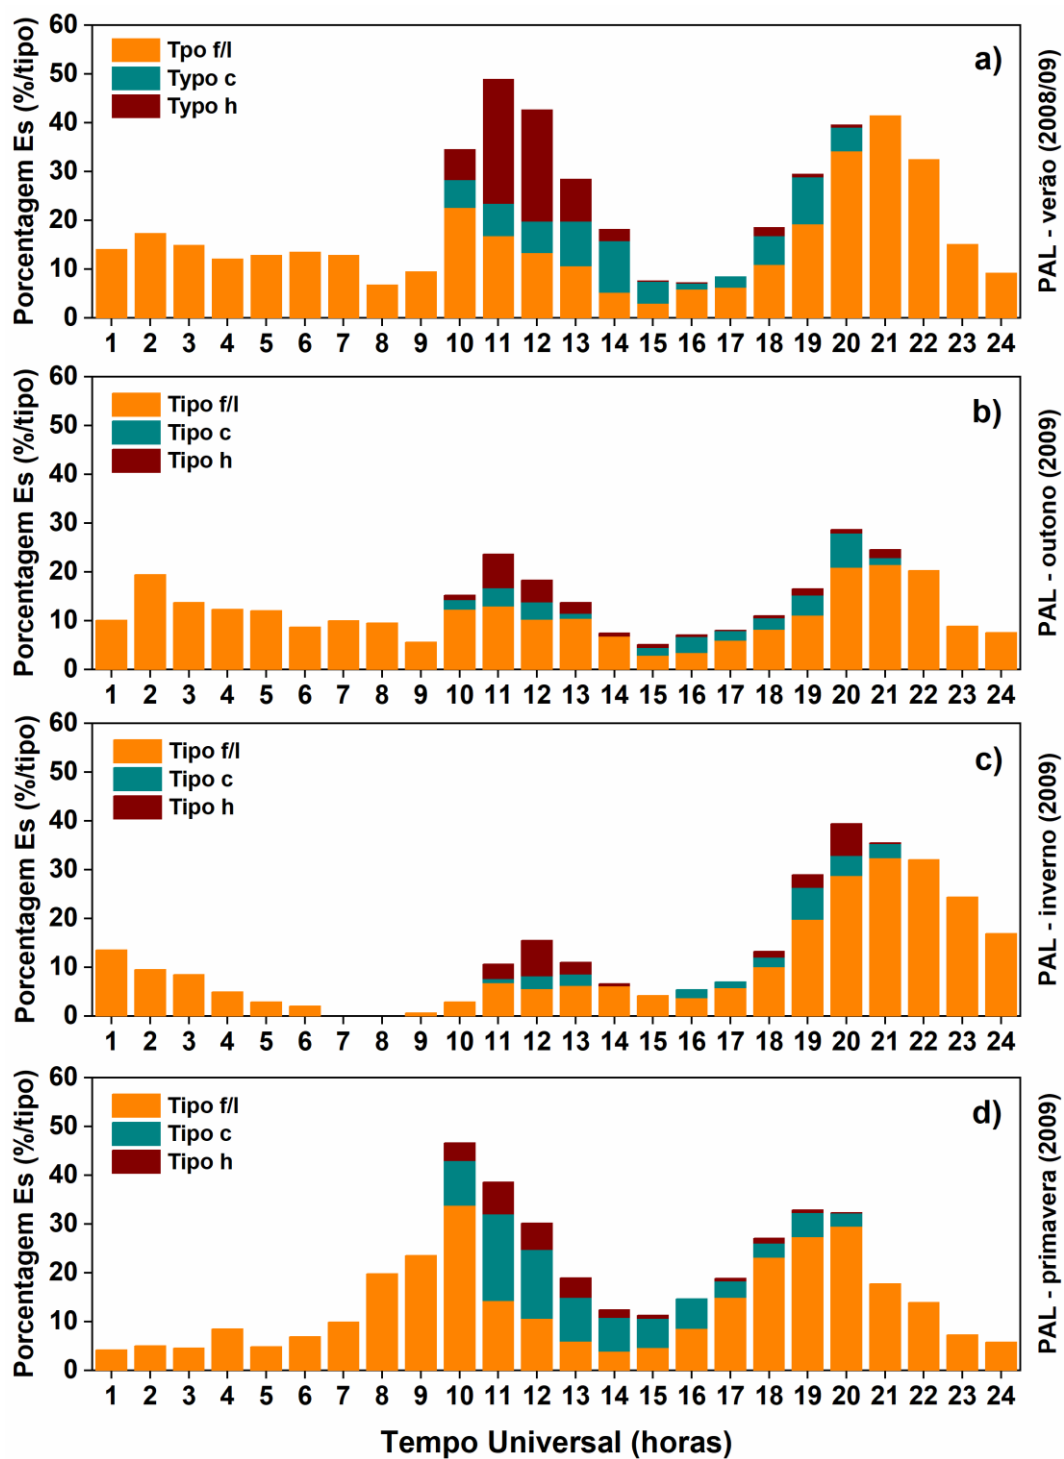 60
50
40
30
20
10
0
Porcentagem Es (%/tipo)
Tpo f/l
Typo c
Typo h
a)
PAL - verão (2008/09)
1 2 3 4 5 6 7 8 9 10 11 12 13 14 15 16 17 18 19 20 21 22 23 24
60
50
40
30
20
10
0
Porcentagem Es (%/tipo)
Tipo f/l
Tipo c
Tipo h
b)
PAL - outono (2009)
1 2 3 4 5 6 7 8 9 10 11 12 13 14 15 16 17 18 19 20 21 22 23 24
60
50
40
30
20
10
0
Porcentagem Es (%/tipo)
Tipo f/l
Tipo c
Tipo h
c)
PAL - inverno (2009)
1 2 3 4 5 6 7 8 9 10 11 12 13 14 15 16 17 18 19 20 21 22 23 24
60
50
40
30
20
10
0
Porcentagem Es (%/tipo)
Tipo f/l
Tipo c
Tipo h
d)
PAL - primavera (2009)
1 2 3 4 5 6 7 8 9 10 11 12 13 14 15 16 17 18 19 20 21 22 23 24
Tempo Universal (horas)